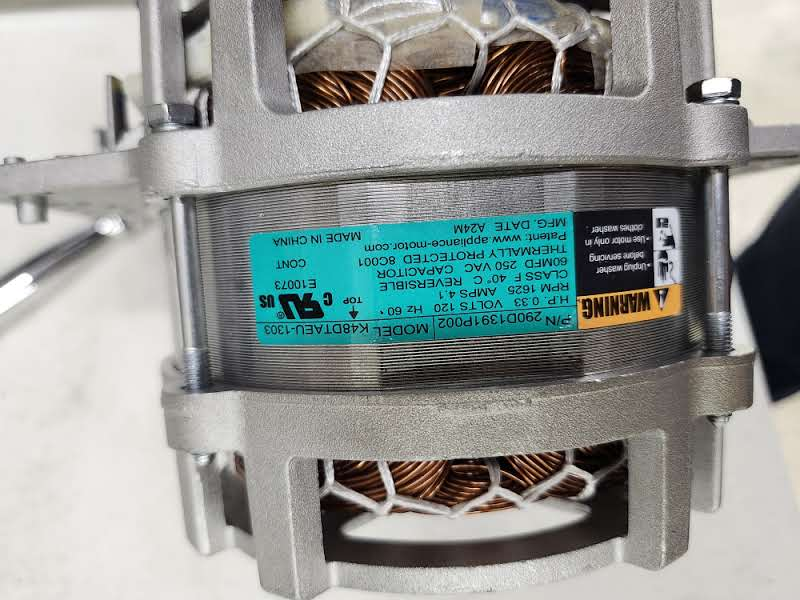 ⚠ WARNING
• Unplug washer
before servicing
• Use motor only in
clothes washer .
P/N 290D1391P002
MODEL K48DTAEU-1303
H.P. 0.33 VOLTS 120 Hz 60
RPM 1625 AMPS 4.1
CLASS F 40° C REVERSIBLE
60MFD 250 VAC CAPACITOR
THERMALLY PROTECTED 8C001
Patent: www.appliance-motor.com
MFG. DATE A24M
TOP
c RU US
®
E10073
CONT
MADE IN CHINA